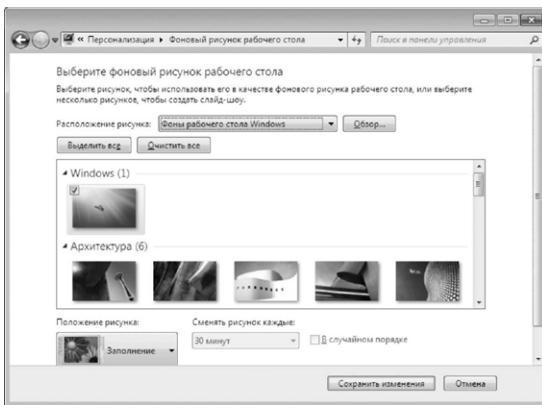 « Персонализация ▸ Фоновый рисунок рабочего стола
Поиск в панели управления
Выберите фоновый рисунок рабочего стола
Выберите рисунок, чтобы использовать его в качестве фонового рисунка рабочего стола, или выберите
несколько рисунков, чтобы создать слайд-шоу.
Расположение рисунка: Фоны рабочего стола Windows Обзор...
Выделить все Очистить все
Windows (1)
Архитектура (6)
Положение рисунка: Сменять рисунок каждые:
Заполнение 30 минут В случайном порядке
Сохранить изменения Отмена